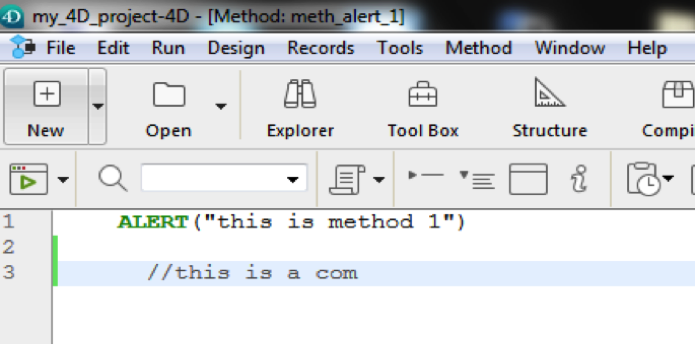 4D my_4D_project-4D - [Method: meth_alert_1]
File Edit Run Design Records Tools Method Window Help
New Open Explorer Tool Box Structure Compi
1 ALERT("this is method 1")
2
3 //this is a com